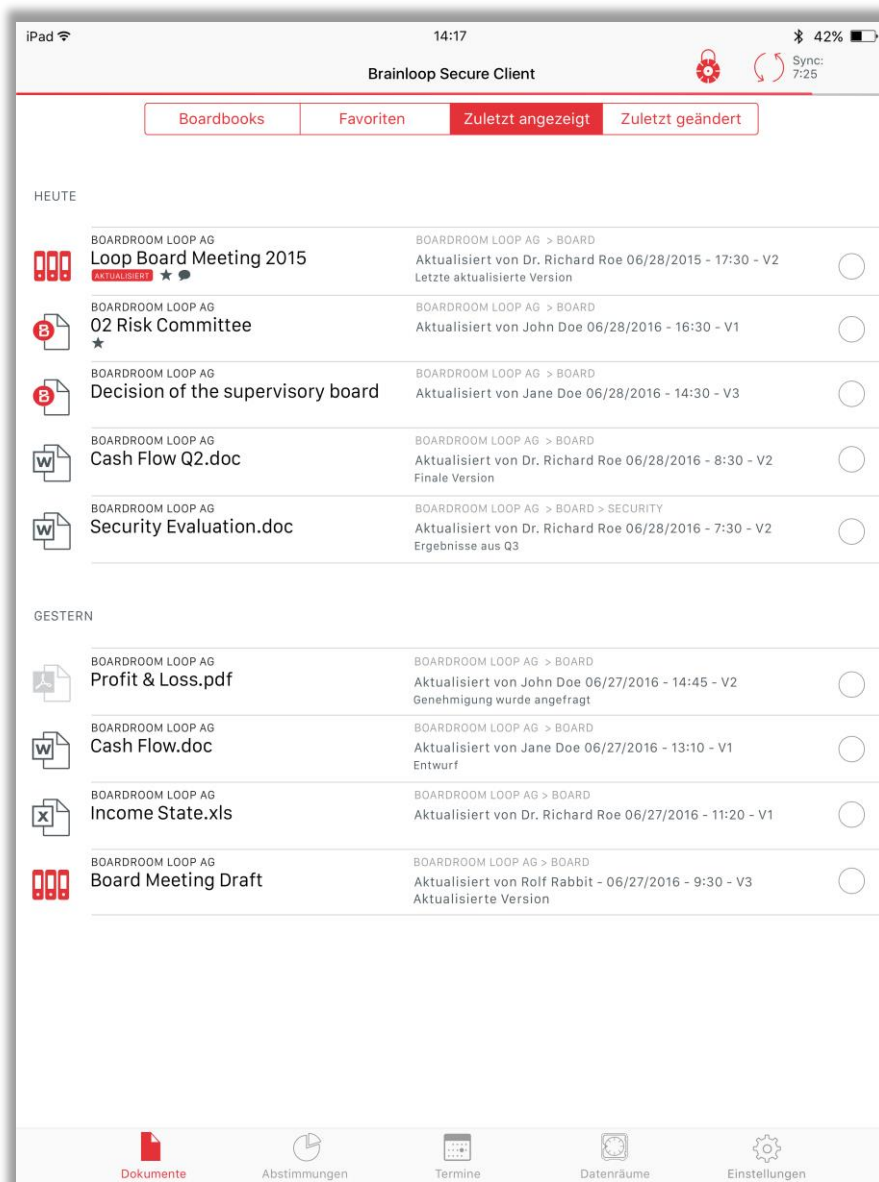 iPad 14:17 42%
Brainloop Secure Client
Sync:
7:25
Boardbooks Favoriten Zuletzt angezeigt Zuletzt geändert
HEUTE
BOARDROOM LOOP AG BOARDROOM LOOP AG > BOARD
Loop Board Meeting 2015 Aktualisiert von Dr. Richard Roe 06/28/2015 - 17:30 - V2
AKTUALISIERT Letzte aktualisierte Version
BOARDROOM LOOP AG BOARDROOM LOOP AG > BOARD
B 02 Risk Committee Aktualisiert von John Doe 06/28/2016 - 16:30 - V1
BOARDROOM LOOP AG BOARDROOM LOOP AG > BOARD
B Decision of the supervisory board Aktualisiert von Jane Doe 06/28/2016 - 14:30 - V3
BOARDROOM LOOP AG BOARDROOM LOOP AG > BOARD
W Cash Flow Q2.doc Aktualisiert von Dr. Richard Roe 06/28/2016 - 8:30 - V2
Finale Version
BOARDROOM LOOP AG BOARDROOM LOOP AG > BOARD > SECURITY
W Security Evaluation.doc Aktualisiert von Dr. Richard Roe 06/28/2016 - 7:30 - V2
Ergebnisse aus Q3
GESTERN
BOARDROOM LOOP AG BOARDROOM LOOP AG > BOARD
Profit & Loss.pdf Aktualisiert von John Doe 06/27/2016 - 14:45 - V2
Genehmigung wurde angefragt
BOARDROOM LOOP AG BOARDROOM LOOP AG > BOARD
W Cash Flow.doc Aktualisiert von Jane Doe 06/27/2016 - 13:10 - V1
Entwurf
BOARDROOM LOOP AG BOARDROOM LOOP AG > BOARD
X Income State.xls Aktualisiert von Dr. Richard Roe 06/27/2016 - 11:20 - V1
BOARDROOM LOOP AG BOARDROOM LOOP AG > BOARD
Board Meeting Draft Aktualisiert von Rolf Rabbit - 06/27/2016 - 9:30 - V3
Aktualisierte Version
Dokumente Abstimmungen Termine Datenräume Einstellungen